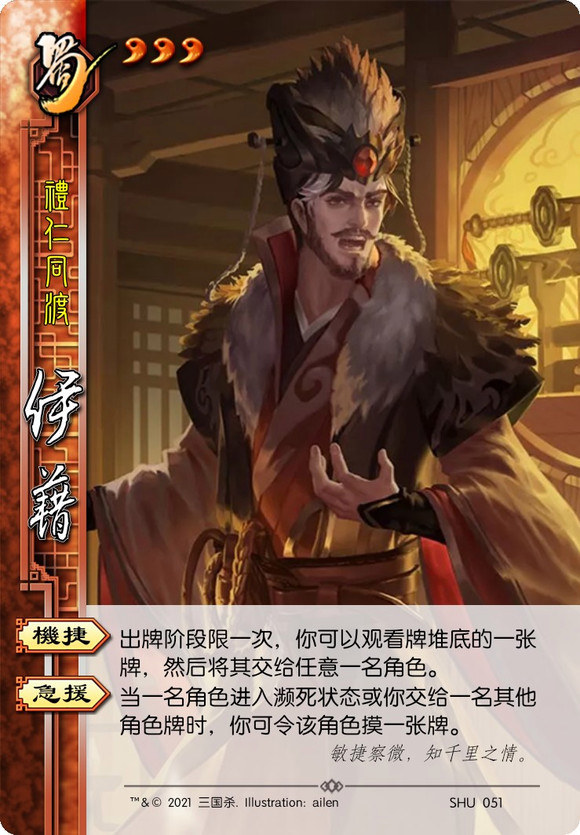 蜀
禮仁同渡
伊籍
機捷
出牌阶段限一次，你可以观看牌堆底的一张
牌，然后将其交给任意一名角色。
急援
当一名角色进入濒死状态或你交给一名其他
角色牌时，你可令该角色摸一张牌。
敏捷察微，知千里之情。
™&© 2021 三国杀. Illustration: ailen
SHU 051